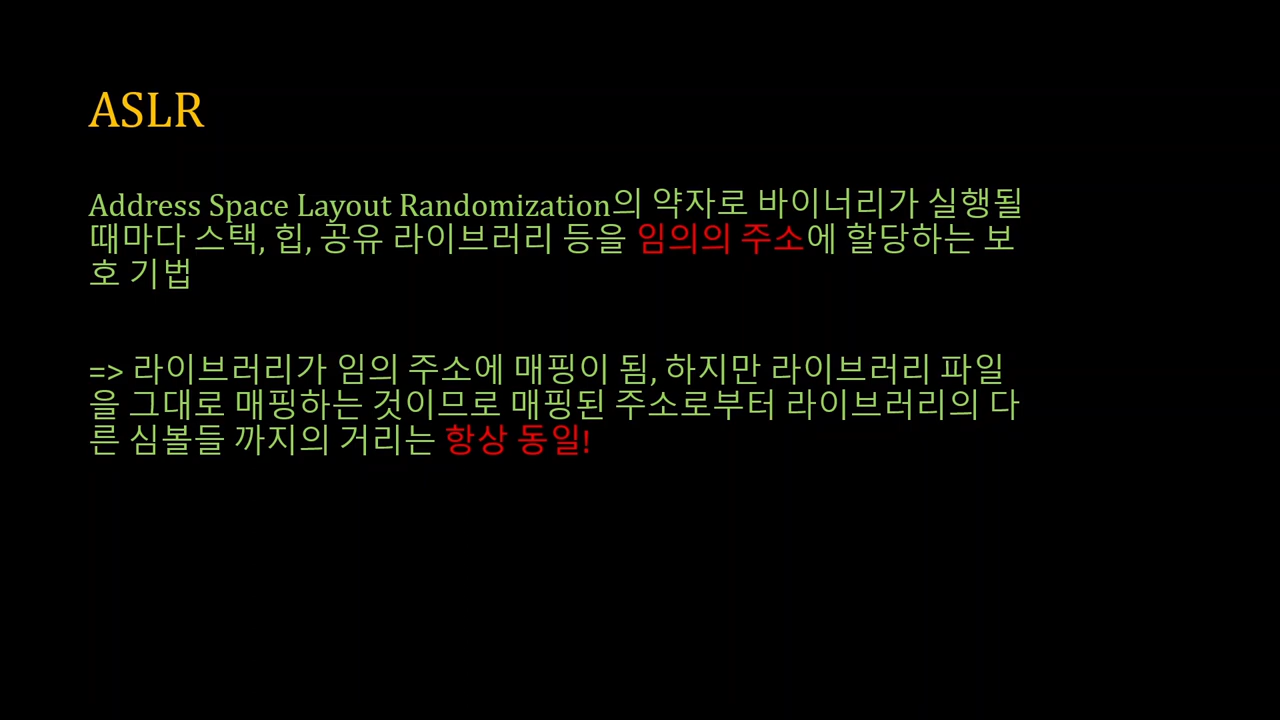 ASLR
Address Space Layout Randomization의 약자로 바이너리가 실행될
때마다 스택, 힙, 공유 라이브러리 등을 임의의 주소에 할당하는 보
호 기법
=> 라이브러리가 임의 주소에 매핑이 됨, 하지만 라이브러리 파일
을 그대로 매핑하는 것이므로 매핑된 주소로부터 라이브러리의 다
른 심볼들 까지의 거리는 항상 동일!